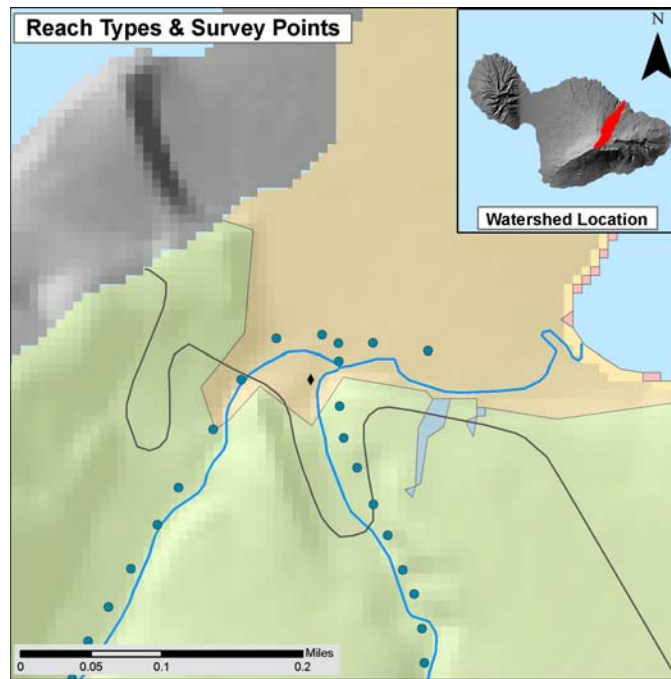 Reach Types & Survey Points
N
Watershed Location
Miles
0 0.05 0.1 0.2